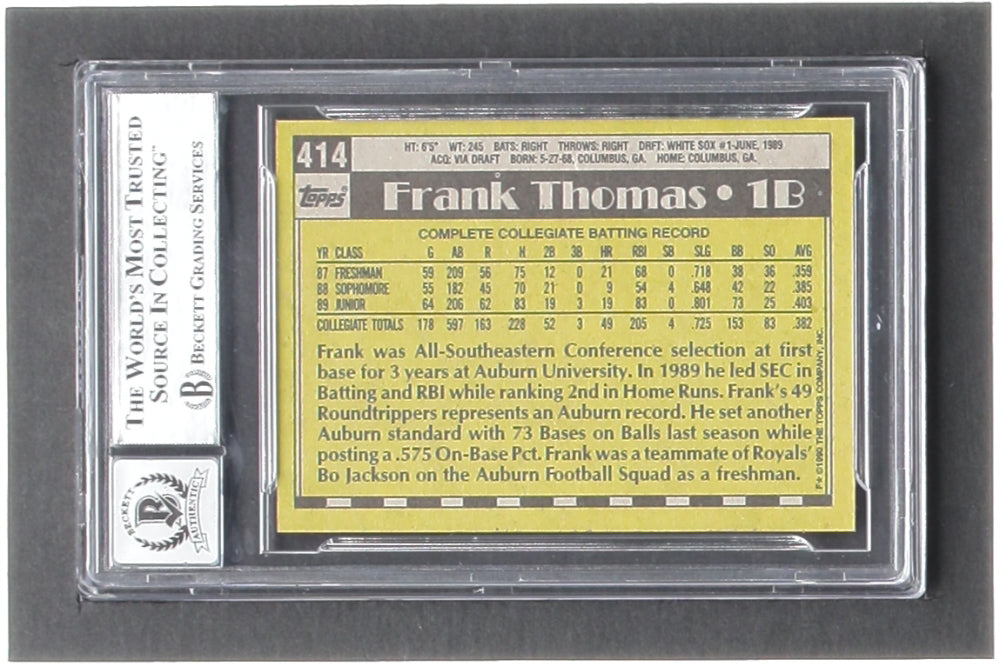 THE WORLD'S MOST TRUSTED
SOURCE IN COLLECTING™
B BECKETT GRADING SERVICES
BECKETT
B
AUTHENTIC
414
HT: 6'5" WT: 245 BATS: RIGHT THROWS: RIGHT DRFT: WHITE SOX #1-JUNE, 1989
ACQ: VIA DRAFT BORN: 5-27-68, COLUMBUS, GA. HOME: COLUMBUS, GA.
topps®
Frank Thomas • 1B
COMPLETE COLLEGIATE BATTING RECORD
YR CLASS G AB R H 2B 3B HR RBI SB SLG BB SO AVG
87 FRESHMAN 59 209 56 75 12 0 21 68 0 .718 38 36 .359
88 SOPHOMORE 55 182 45 70 21 0 9 54 4 .648 42 22 .385
89 JUNIOR 64 206 62 83 19 3 19 83 0 .801 73 25 .403
COLLEGIATE TOTALS 178 597 163 228 52 3 49 205 4 .725 153 83 .382
Frank was All-Southeastern Conference selection at first
base for 3 years at Auburn University. In 1989 he led SEC in
Batting and RBI while ranking 2nd in Home Runs. Frank's 49
Roundtrippers represents an Auburn record. He set another
Auburn standard with 73 Bases on Balls last season while
posting a .575 On-Base Pct. Frank was a teammate of Royals'
Bo Jackson on the Auburn Football Squad as a freshman.
F★ ©1990 THE TOPPS COMPANY, INC.